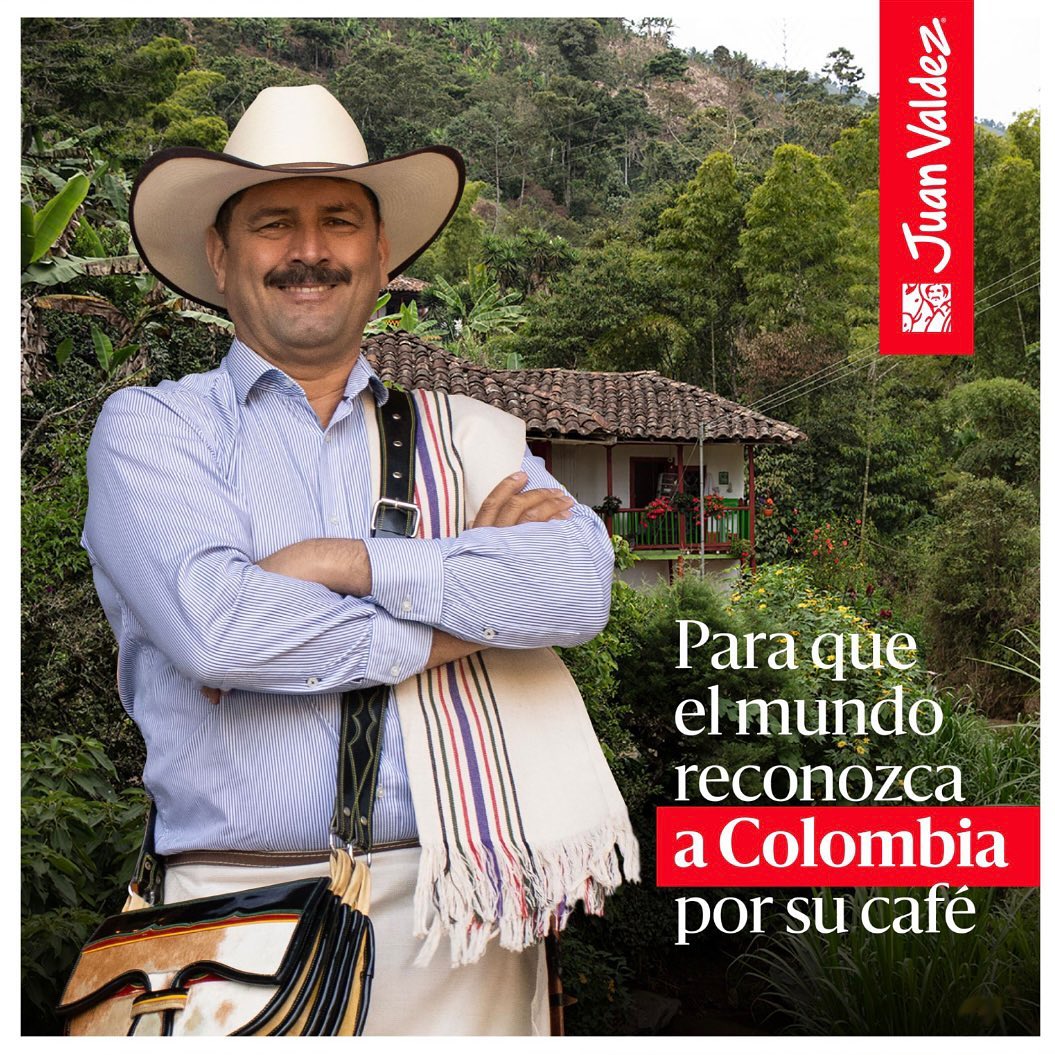 Juan Valdez®
Para que
el mundo
reconozca
a Colombia
por su café